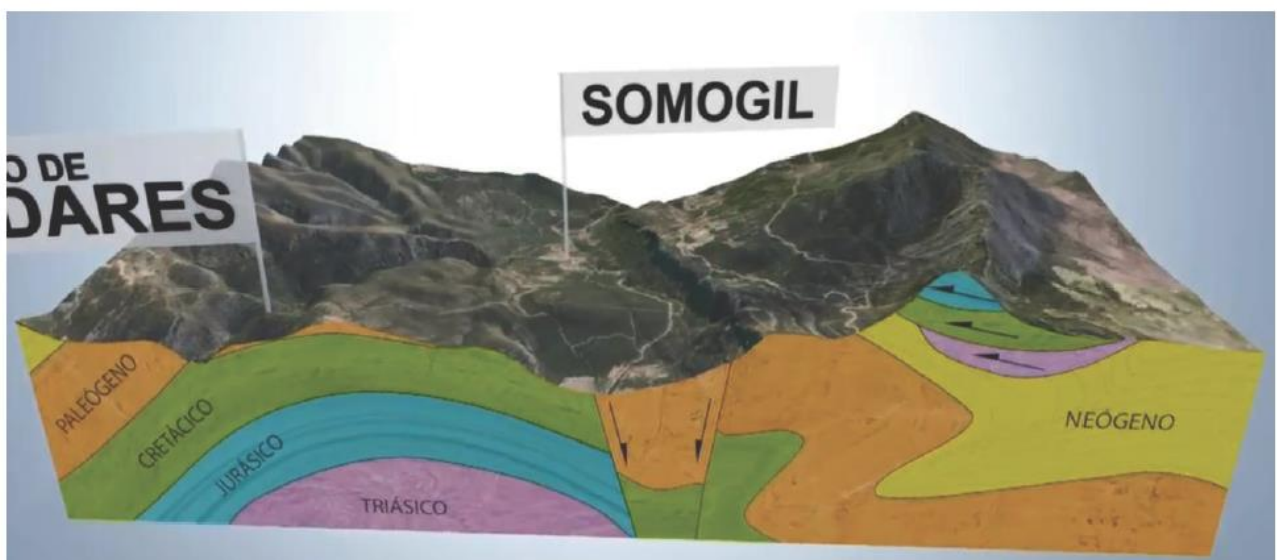 O DE
DARES
SOMOGIL
PALEÓGENO
CRETÁCICO
JURÁSICO
TRIÁSICO
NEÓGENO